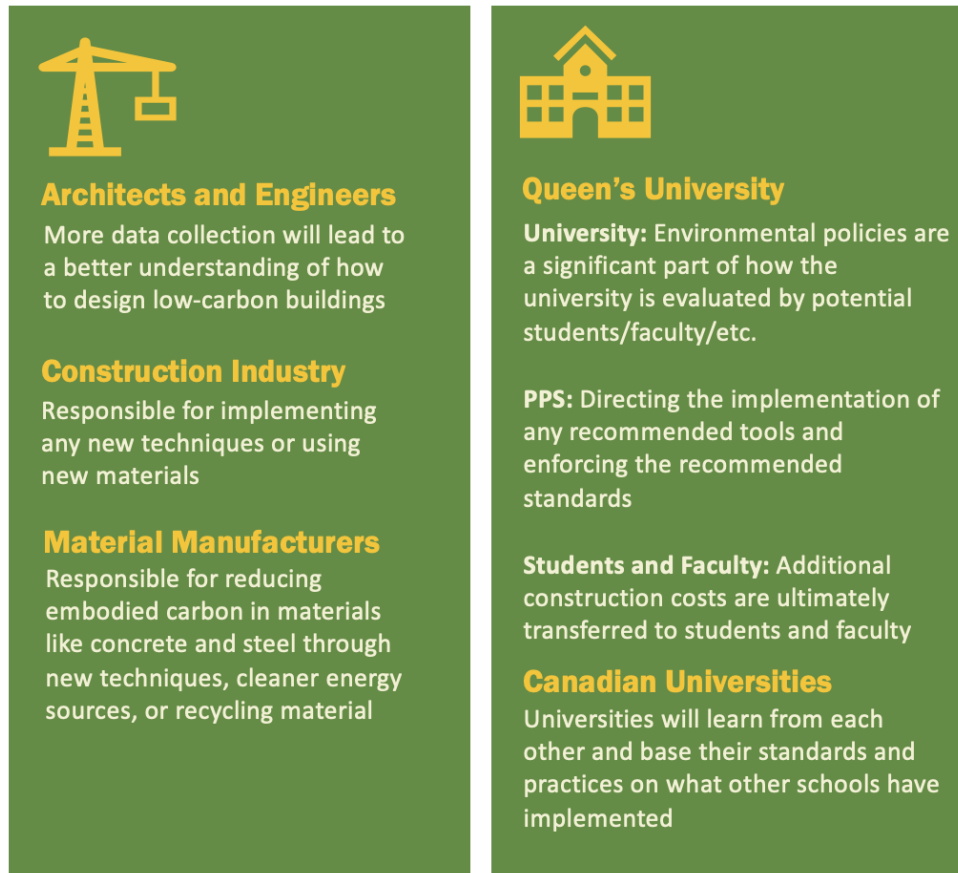 Architects and Engineers
More data collection will lead to
a better understanding of how
to design low-carbon buildings
Construction Industry
Responsible for implementing
any new techniques or using
new materials
Material Manufacturers
Responsible for reducing
embodied carbon in materials
like concrete and steel through
new techniques, cleaner energy
sources, or recycling material
Queen's University
University: Environmental policies are
a significant part of how the
university is evaluated by potential
students/faculty/etc.
PPS: Directing the implementation of
any recommended tools and
enforcing the recommended
standards
Students and Faculty: Additional
construction costs are ultimately
transferred to students and faculty
Canadian Universities
Universities will learn from each
other and base their standards and
practices on what other schools have
implemented